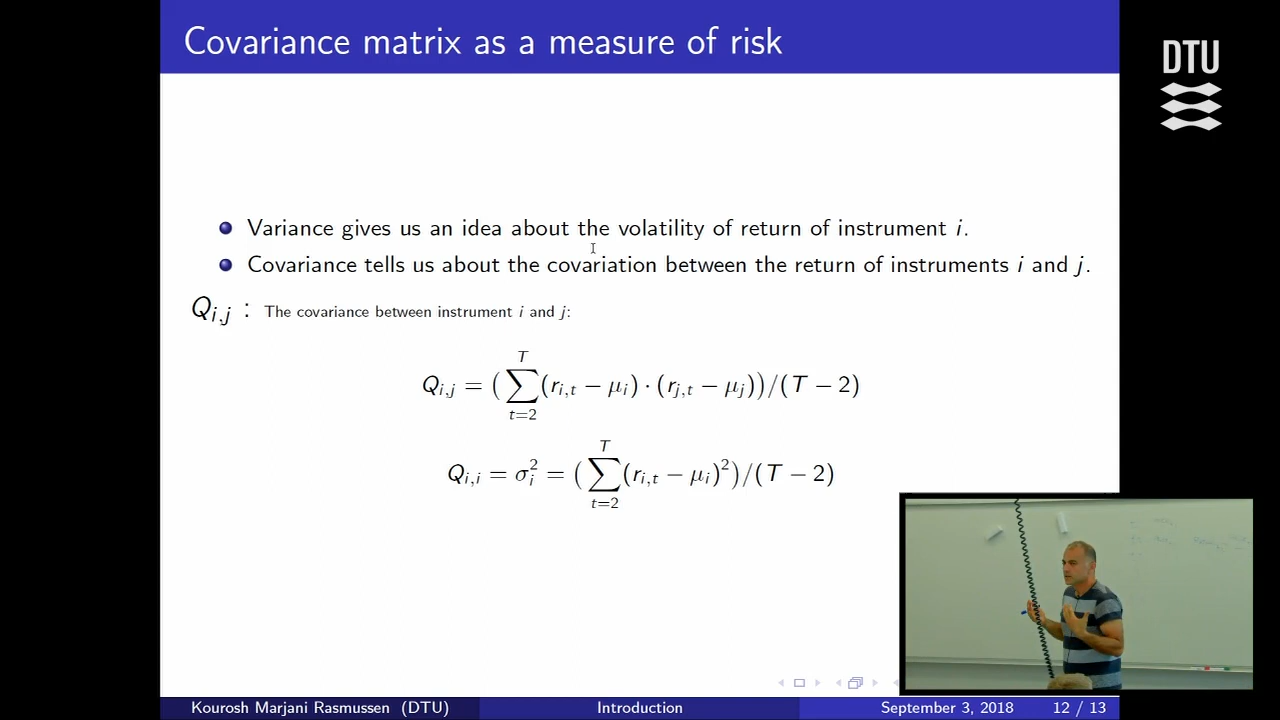 Covariance matrix as a measure of risk
DTU
Variance gives us an idea about the volatility of return of instrument i.
Covariance tells us about the covariation between the return of instruments i and j.
Q_{i,j} : The covariance between instrument i and j:
Q_{i,j} = (∑_{t=2}^{T}(r_{i,t} − μ_i) · (r_{j,t} − μ_j))/(T − 2)
Q_{i,i} = σ_i^2 = (∑_{t=2}^{T}(r_{i,t} − μ_i)^2)/(T − 2)
Kourosh Marjani Rasmussen (DTU) Introduction September 3, 2018 12 / 13